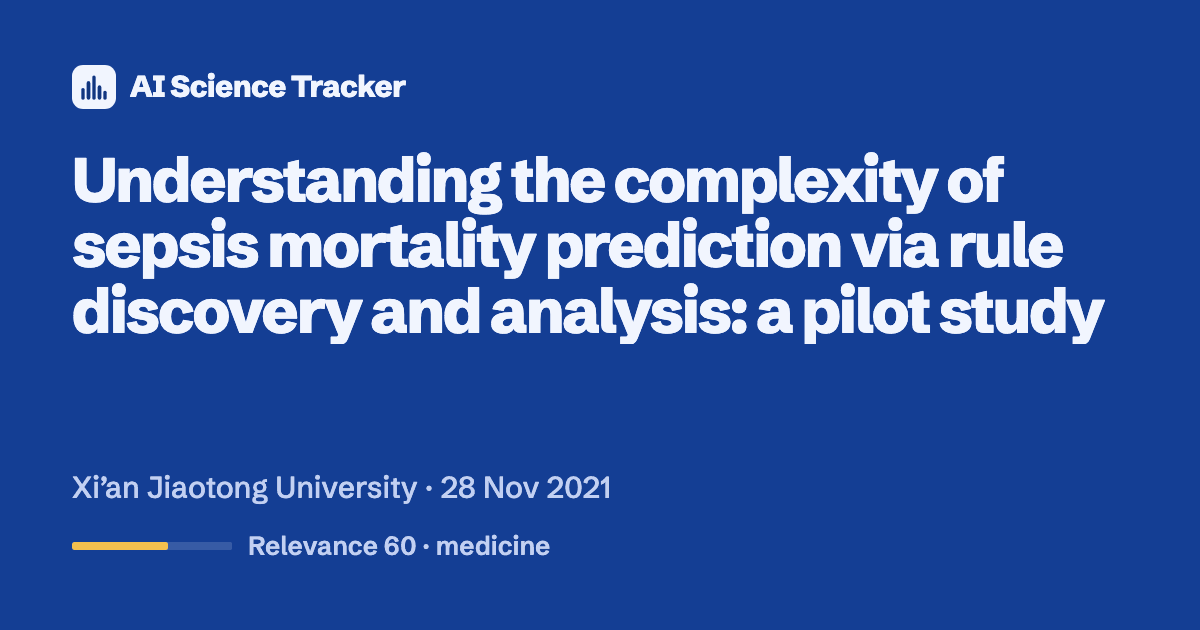 AI Science Tracker
Understanding the complexity of
sepsis mortality prediction via rule
discovery and analysis: a pilot study
Xi’an Jiaotong University · 28 Nov 2021
Relevance 60 · medicine